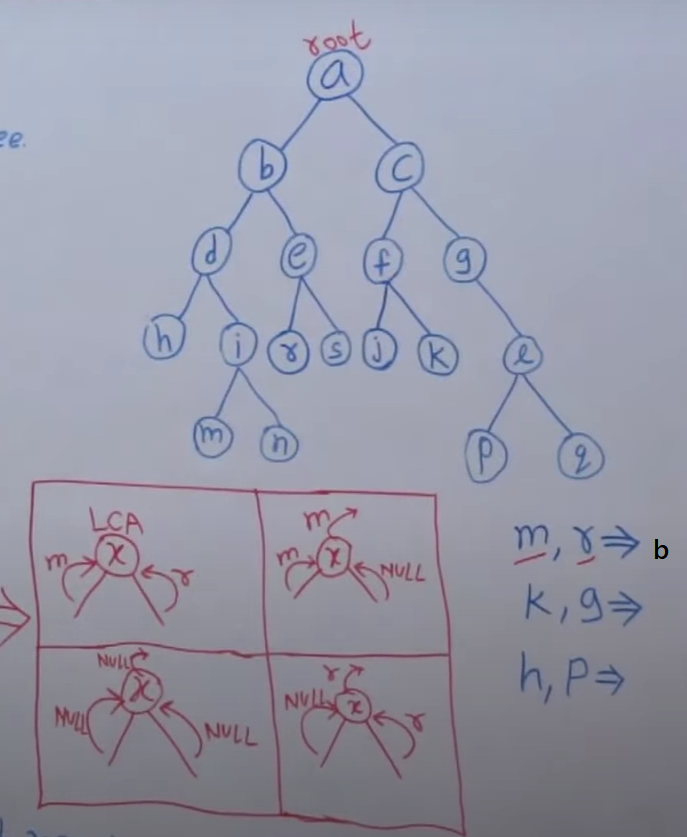 root
a
ee.
b c
d e f g
h i r s j k l
m n p q
LCA
x
m r
m
m x NULL
NULL
NULL x NULL
r
NULL x r
m, r ⇒ b
k, g ⇒
h, p ⇒